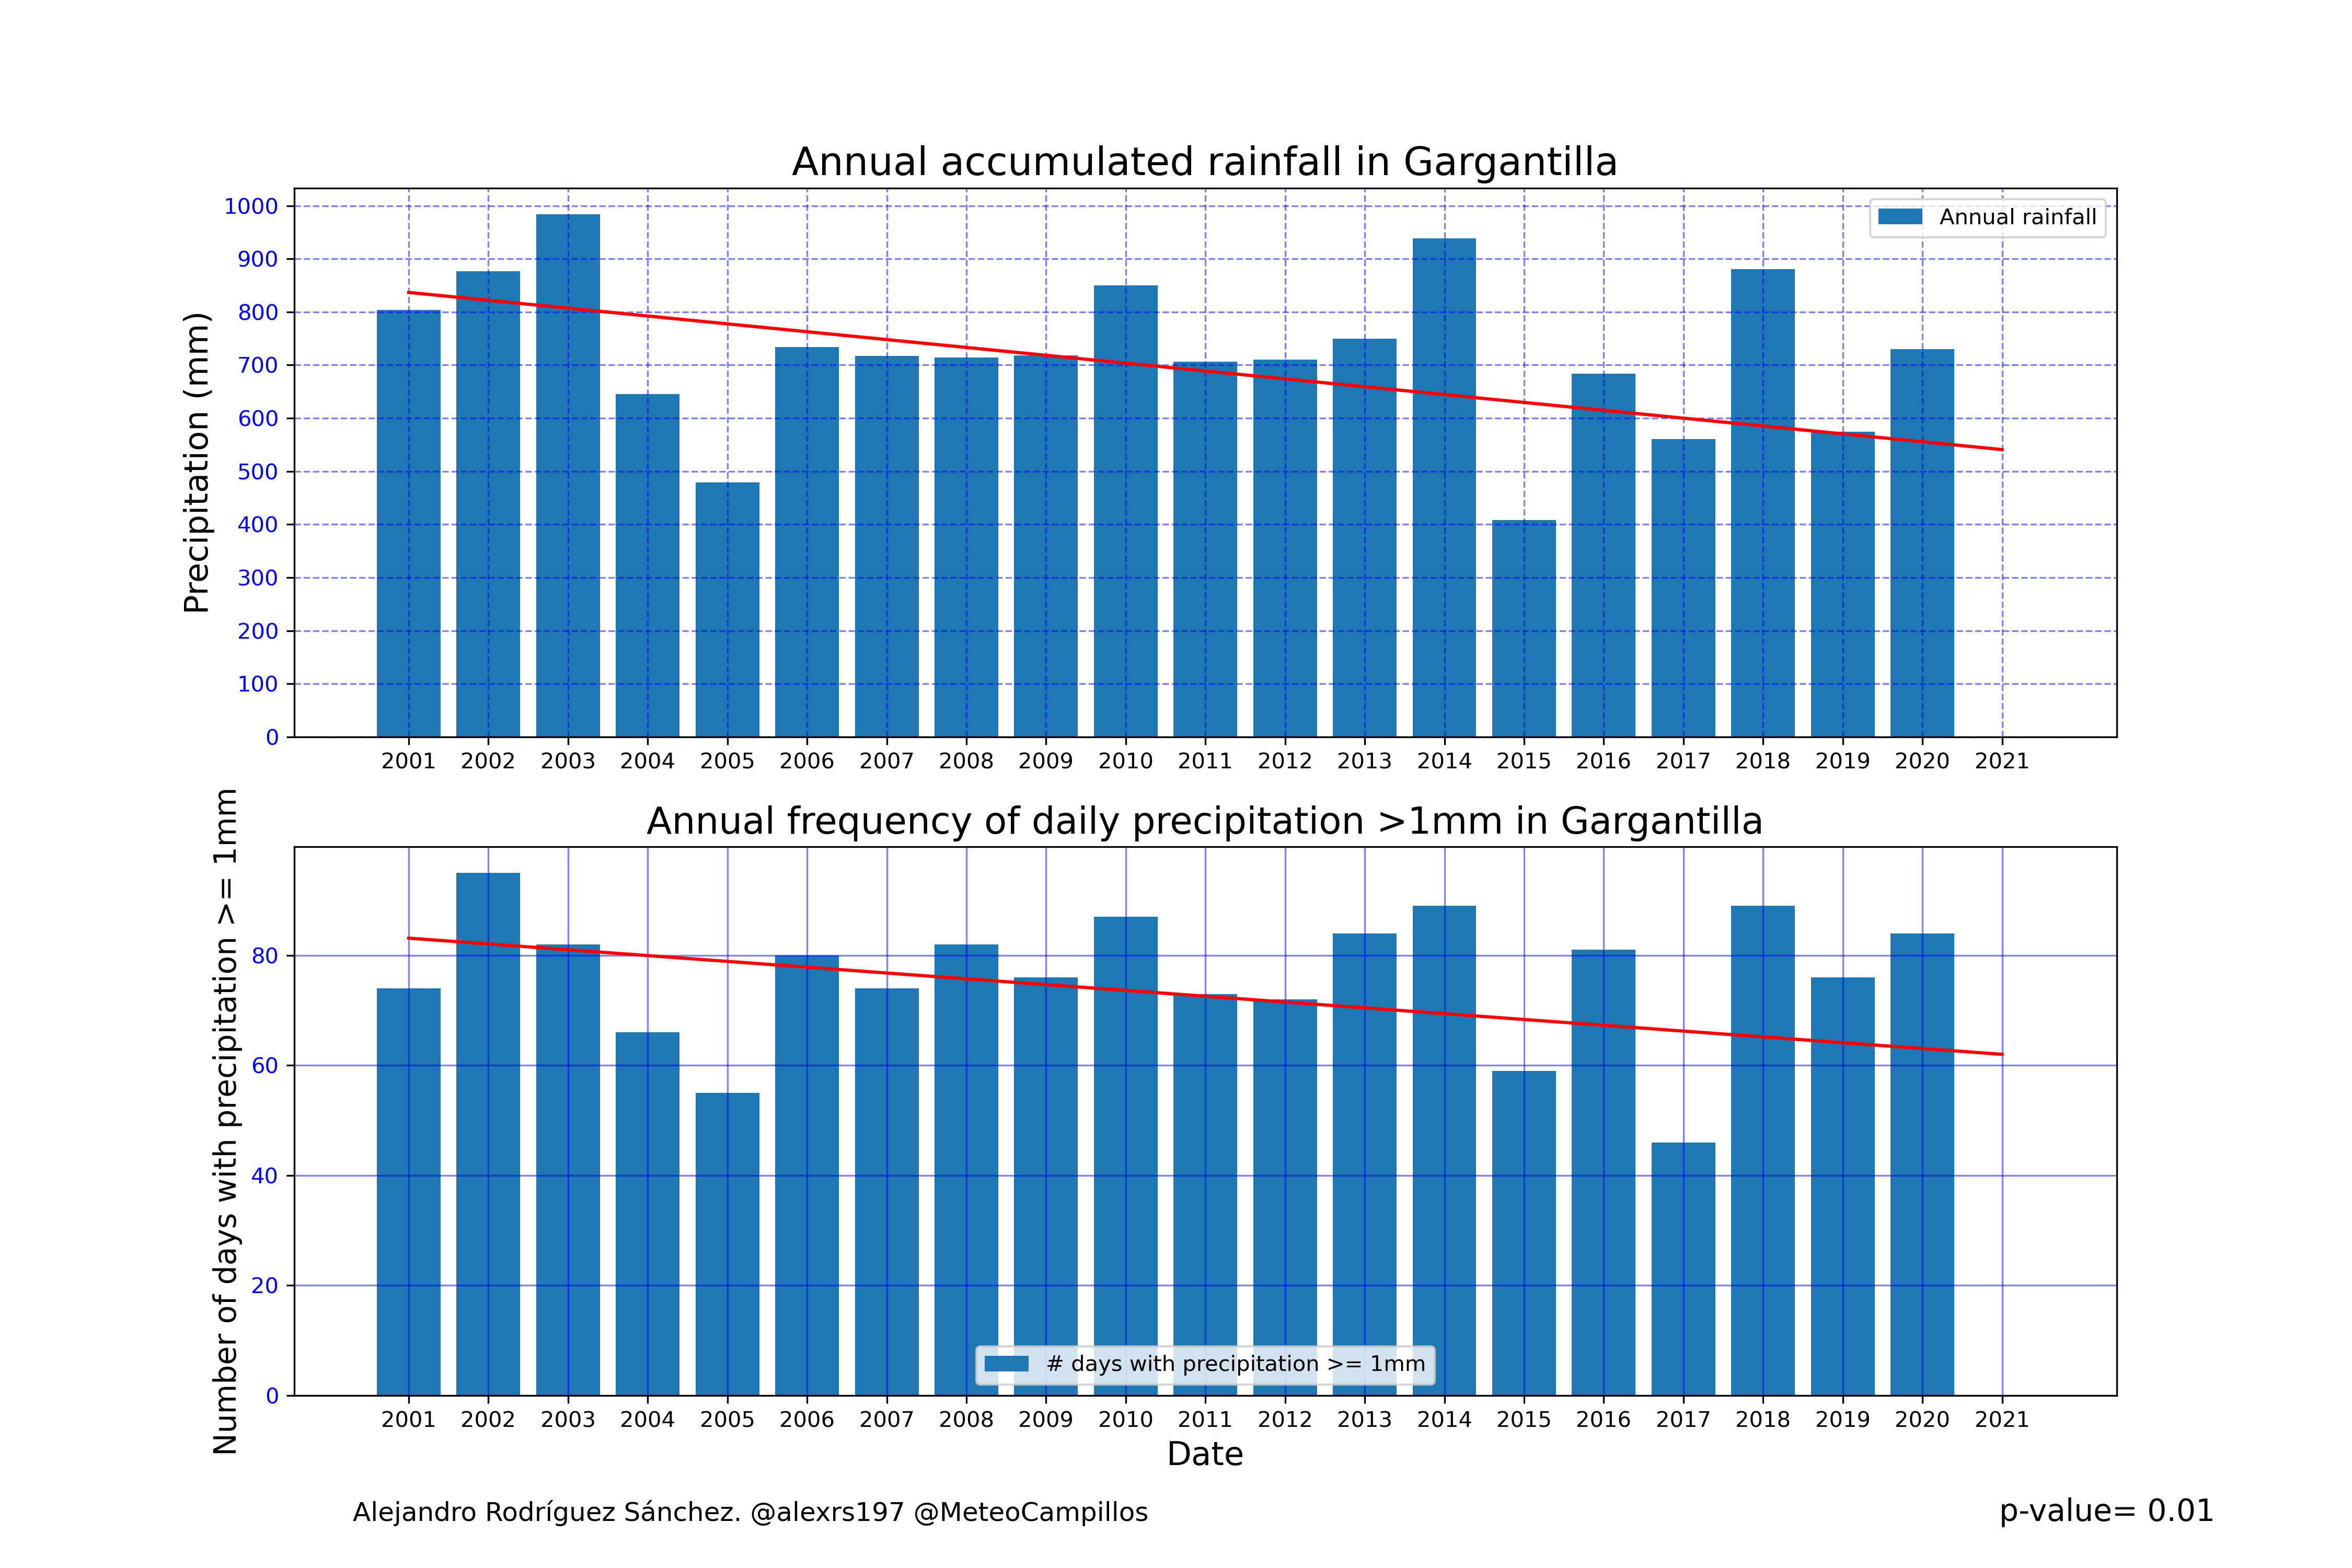 Annual accumulated rainfall in Gargantilla
Precipitation (mm)
1000
900
800
700
600
500
400
300
200
100
0
Annual rainfall
2001 2002 2003 2004 2005 2006 2007 2008 2009 2010 2011 2012 2013 2014 2015 2016 2017 2018 2019 2020 2021
Annual frequency of daily precipitation >1mm in Gargantilla
Number of days with precipitation >= 1mm
80
60
40
20
0
# days with precipitation >= 1mm
2001 2002 2003 2004 2005 2006 2007 2008 2009 2010 2011 2012 2013 2014 2015 2016 2017 2018 2019 2020 2021
Date
Alejandro Rodríguez Sánchez. @alexrs197 @MeteoCampillos
p-value= 0.01